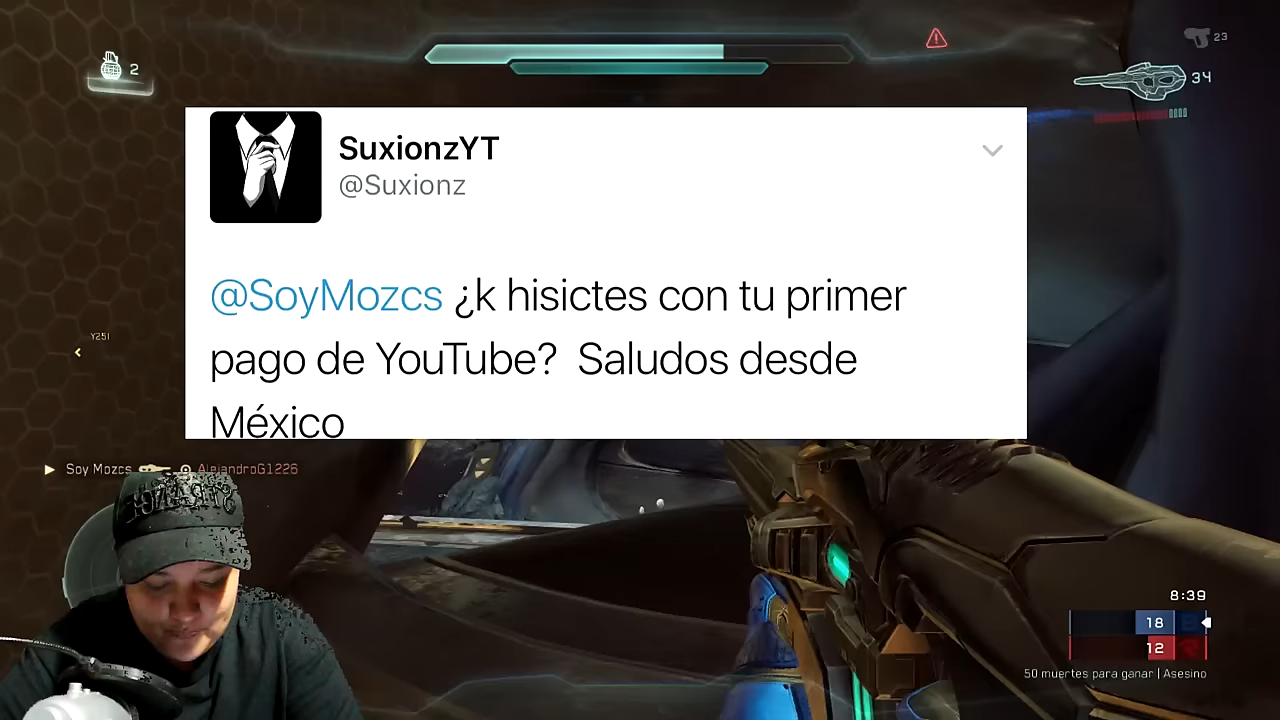 2
23
34
SuxionzYT
@Suxionz
@SoyMozcs ¿k hisictes con tu primer
pago de YouTube?  Saludos desde
México
Y251
Soy Mozcs AlejandroG1226
8:39
18
12
50 muertes para ganar | Asesino